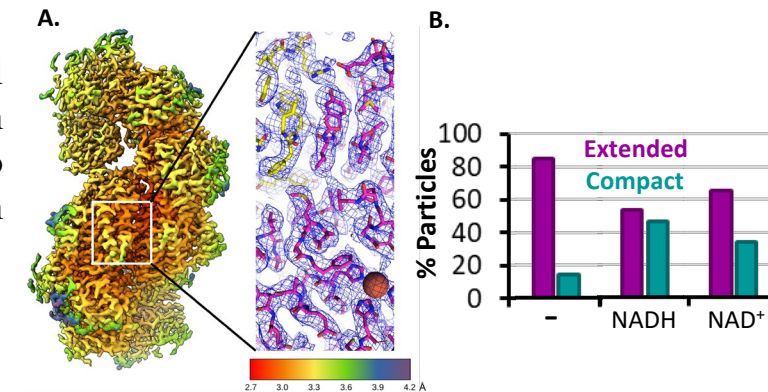 A.
B.
% Particles
100
80
60
40
20
0
Extended
Compact
– NADH NAD⁺
2.7 3.0 3.3 3.6 3.9 4.2 Å